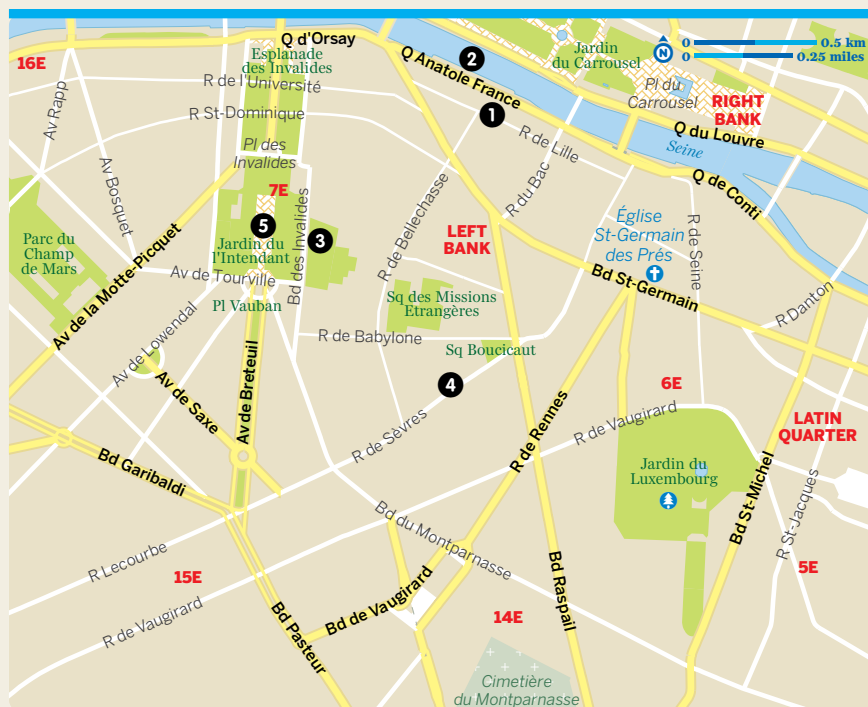 Q d'Orsay
Esplanade
des Invalides
16E
R de l'Université
Av Rapp
R St-Dominique
Q Anatole France
2
1
Jardin
du Carrousel
N
0
0.5 km
0
0.25 miles
Pl du
Carrousel
RIGHT
BANK
Q du Louvre
Seine
R de Lille
Q de Conti
Pl des
Invalides
7E
Av Bosquet
R de Bellechasse
R du Bac
LEFT
BANK
Église
St-Germain
des Prés
R de Seine
Bd St-Germain
R Danton
Parc du
Champ
de Mars
Av de la Motte-Picquet
5
3
Jardin du
l'Intendant
Bd des Invalides
Av de Tourville
Pl Vauban
Sq des Missions
Etrangères
R de Babylone
Sq Boucicaut
Av de Lowendal
Av de Saxe
Av de Breteuil
4
R de Sèvres
R de Rennes
R de Vaugirard
6E
LATIN
QUARTER
Jardin du
Luxembourg
Bd St-Michel
R St-Jacques
5E
Bd Garibaldi
R Lecourbe
15E
R de Vaugirard
Bd Pasteur
Bd de Vaugirard
Bd du Montparnasse
Bd Raspail
14E
Cimetière
du Montparnasse